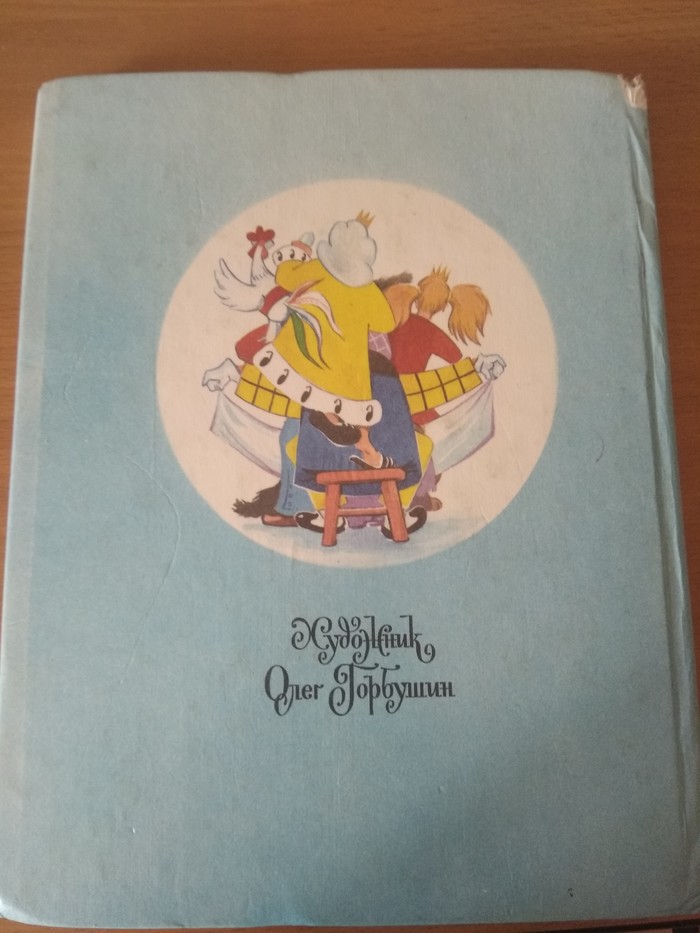 Художник
Олег Горбушин